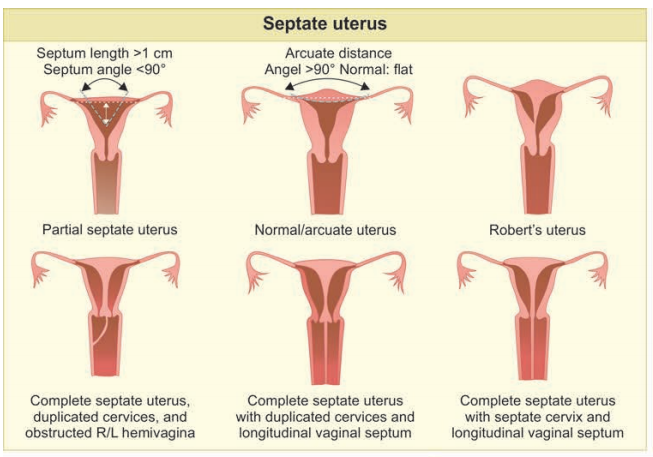 Septate uterus
Septum length >1 cm
Septum angle <90°
Arcuate distance
Angel >90° Normal: flat
Partial septate uterus
Normal/arcuate uterus
Robert's uterus
Complete septate uterus,
duplicated cervices, and
obstructed R/L hemivagina
Complete septate uterus
with duplicated cervices and
longitudinal vaginal septum
Complete septate uterus
with septate cervix and
longitudinal vaginal septum